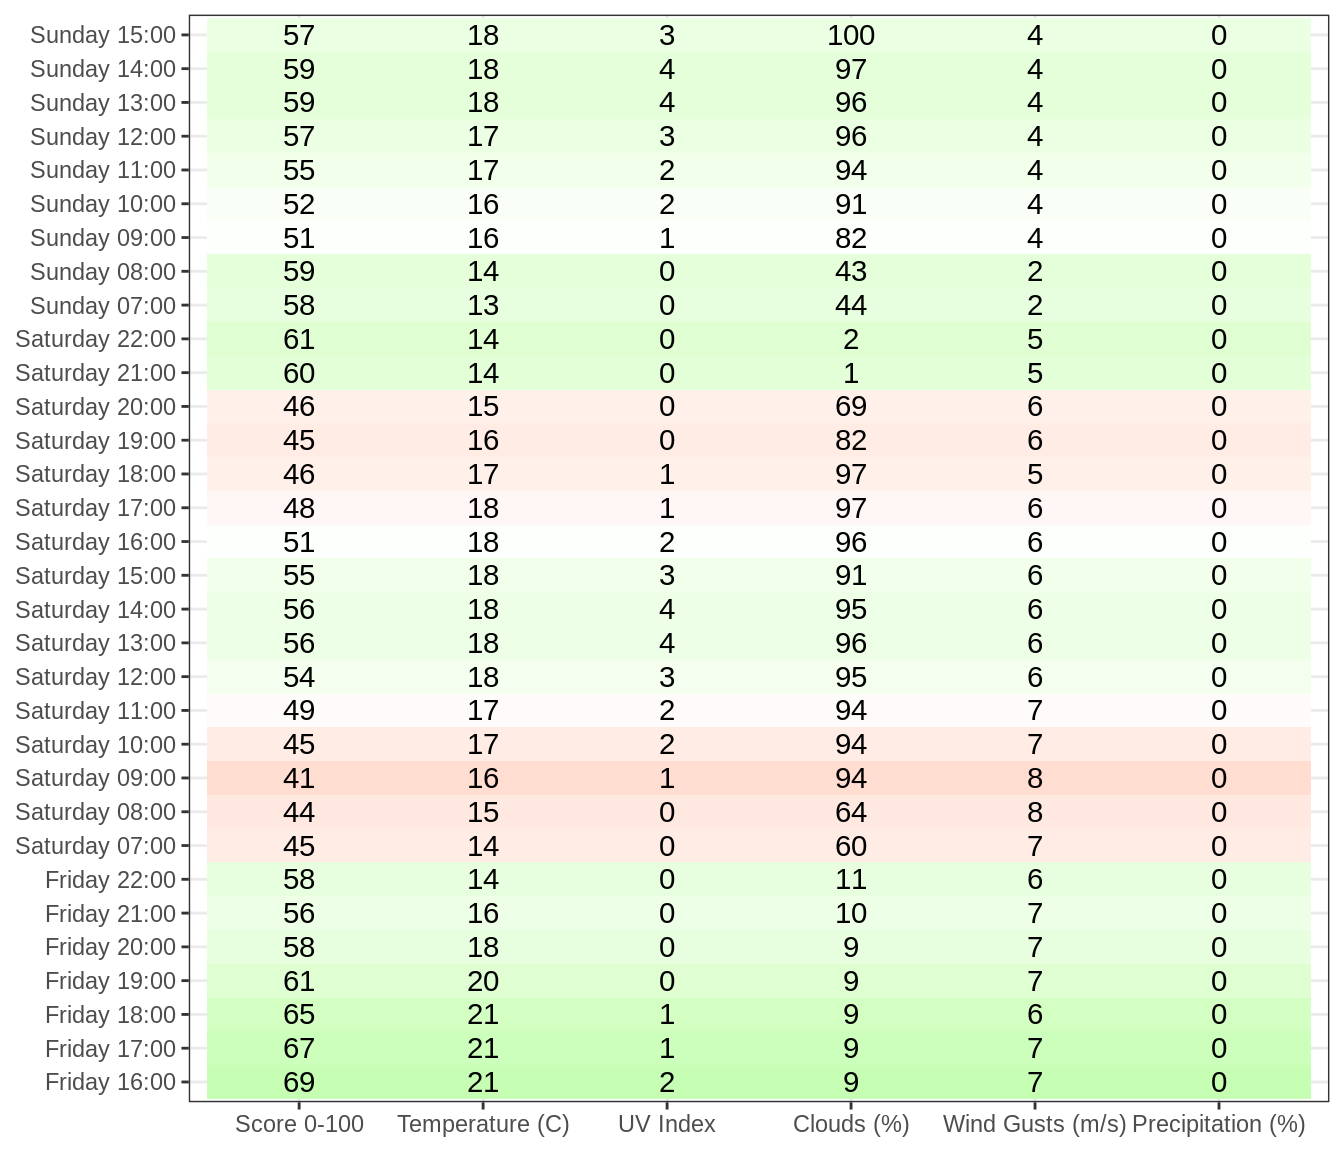 Sunday 15:00 57 18 3 100 4 0
Sunday 14:00 59 18 4 97 4 0
Sunday 13:00 59 18 4 96 4 0
Sunday 12:00 57 17 3 96 4 0
Sunday 11:00 55 17 2 94 4 0
Sunday 10:00 52 16 2 91 4 0
Sunday 09:00 51 16 1 82 4 0
Sunday 08:00 59 14 0 43 2 0
Sunday 07:00 58 13 0 44 2 0
Saturday 22:00 61 14 0 2 5 0
Saturday 21:00 60 14 0 1 5 0
Saturday 20:00 46 15 0 69 6 0
Saturday 19:00 45 16 0 82 6 0
Saturday 18:00 46 17 1 97 5 0
Saturday 17:00 48 18 1 97 6 0
Saturday 16:00 51 18 2 96 6 0
Saturday 15:00 55 18 3 91 6 0
Saturday 14:00 56 18 4 95 6 0
Saturday 13:00 56 18 4 96 6 0
Saturday 12:00 54 18 3 95 6 0
Saturday 11:00 49 17 2 94 7 0
Saturday 10:00 45 17 2 94 7 0
Saturday 09:00 41 16 1 94 8 0
Saturday 08:00 44 15 0 64 8 0
Saturday 07:00 45 14 0 60 7 0
Friday 22:00 58 14 0 11 6 0
Friday 21:00 56 16 0 10 7 0
Friday 20:00 58 18 0 9 7 0
Friday 19:00 61 20 0 9 7 0
Friday 18:00 65 21 1 9 6 0
Friday 17:00 67 21 1 9 7 0
Friday 16:00 69 21 2 9 7 0
Score 0-100 Temperature (C) UV Index Clouds (%) Wind Gusts (m/s) Precipitation (%)